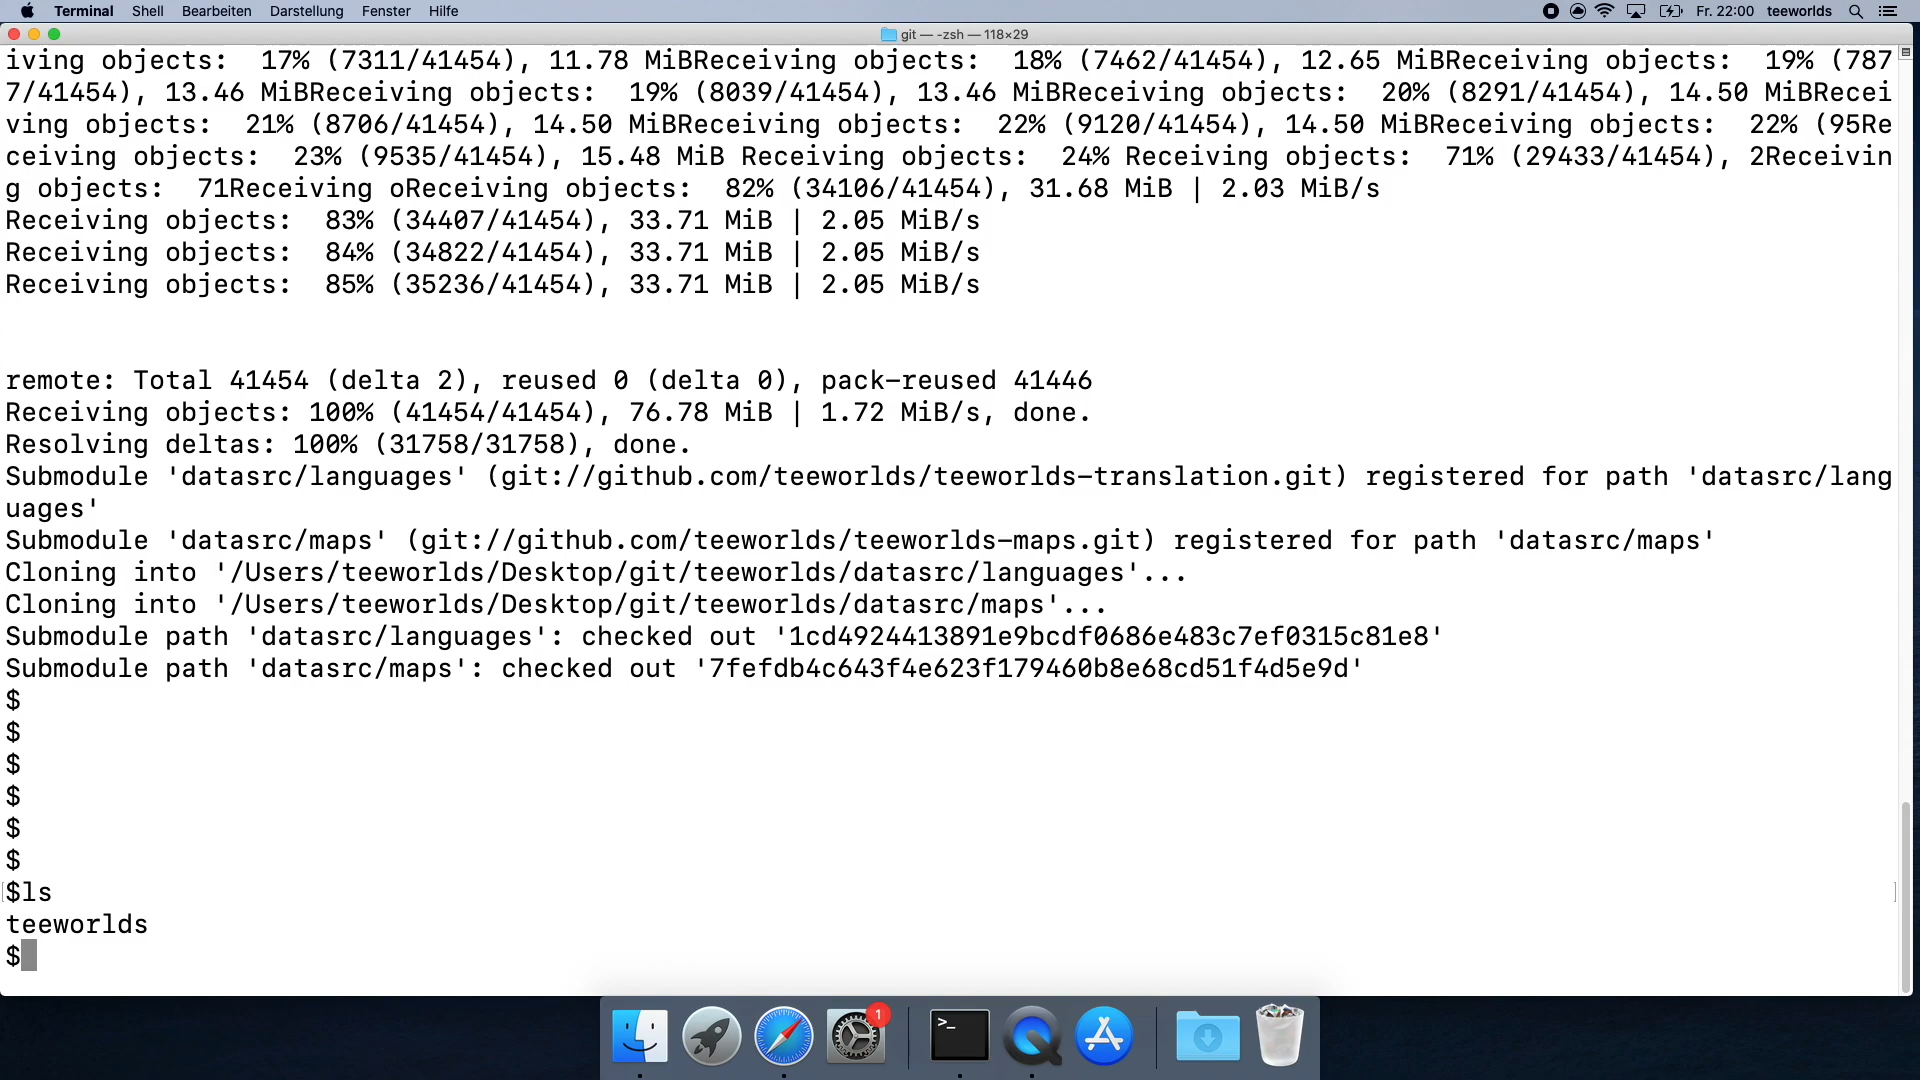 Terminal Shell Bearbeiten Darstellung Fenster Hilfe Fr. 22:00 teeworlds
git — -zsh — 118×29
iving objects:  17% (7311/41454), 11.78 MiBReceiving objects:  18% (7462/41454), 12.65 MiBReceiving objects:  19% (787
7/41454), 13.46 MiBReceiving objects:  19% (8039/41454), 13.46 MiBReceiving objects:  20% (8291/41454), 14.50 MiBRecei
ving objects:  21% (8706/41454), 14.50 MiBReceiving objects:  22% (9120/41454), 14.50 MiBReceiving objects:  22% (95Re
ceiving objects:  23% (9535/41454), 15.48 MiB Receiving objects:  24% Receiving objects:  71% (29433/41454), 2Receivin
g objects:  71Receiving oReceiving objects:  82% (34106/41454), 31.68 MiB | 2.03 MiB/s
Receiving objects:  83% (34407/41454), 33.71 MiB | 2.05 MiB/s
Receiving objects:  84% (34822/41454), 33.71 MiB | 2.05 MiB/s
Receiving objects:  85% (35236/41454), 33.71 MiB | 2.05 MiB/s
remote: Total 41454 (delta 2), reused 0 (delta 0), pack-reused 41446
Receiving objects: 100% (41454/41454), 76.78 MiB | 1.72 MiB/s, done.
Resolving deltas: 100% (31758/31758), done.
Submodule 'datasrc/languages' (git://github.com/teeworlds/teeworlds-translation.git) registered for path 'datasrc/lang
uages'
Submodule 'datasrc/maps' (git://github.com/teeworlds/teeworlds-maps.git) registered for path 'datasrc/maps'
Cloning into '/Users/teeworlds/Desktop/git/teeworlds/datasrc/languages'...
Cloning into '/Users/teeworlds/Desktop/git/teeworlds/datasrc/maps'...
Submodule path 'datasrc/languages': checked out '1cd4924413891e9bcdf0686e483c7ef0315c81e8'
Submodule path 'datasrc/maps': checked out '7fefdb4c643f4e623f179460b8e68cd51f4d5e9d'
$
$
$
$
$
$
$ls
teeworlds
$
>_
1